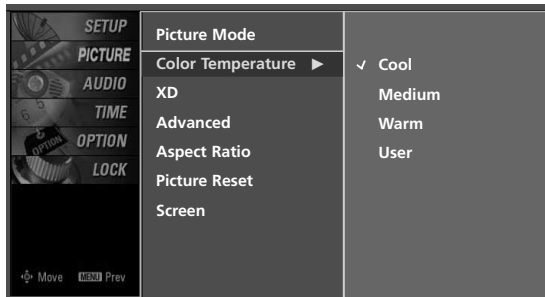 SETUP
PICTURE
AUDIO
TIME
OPTION
LOCK
Move MENU Prev
Picture Mode
Color Temperature ►
XD
Advanced
Aspect Ratio
Picture Reset
Screen
✓ Cool
Medium
Warm
User